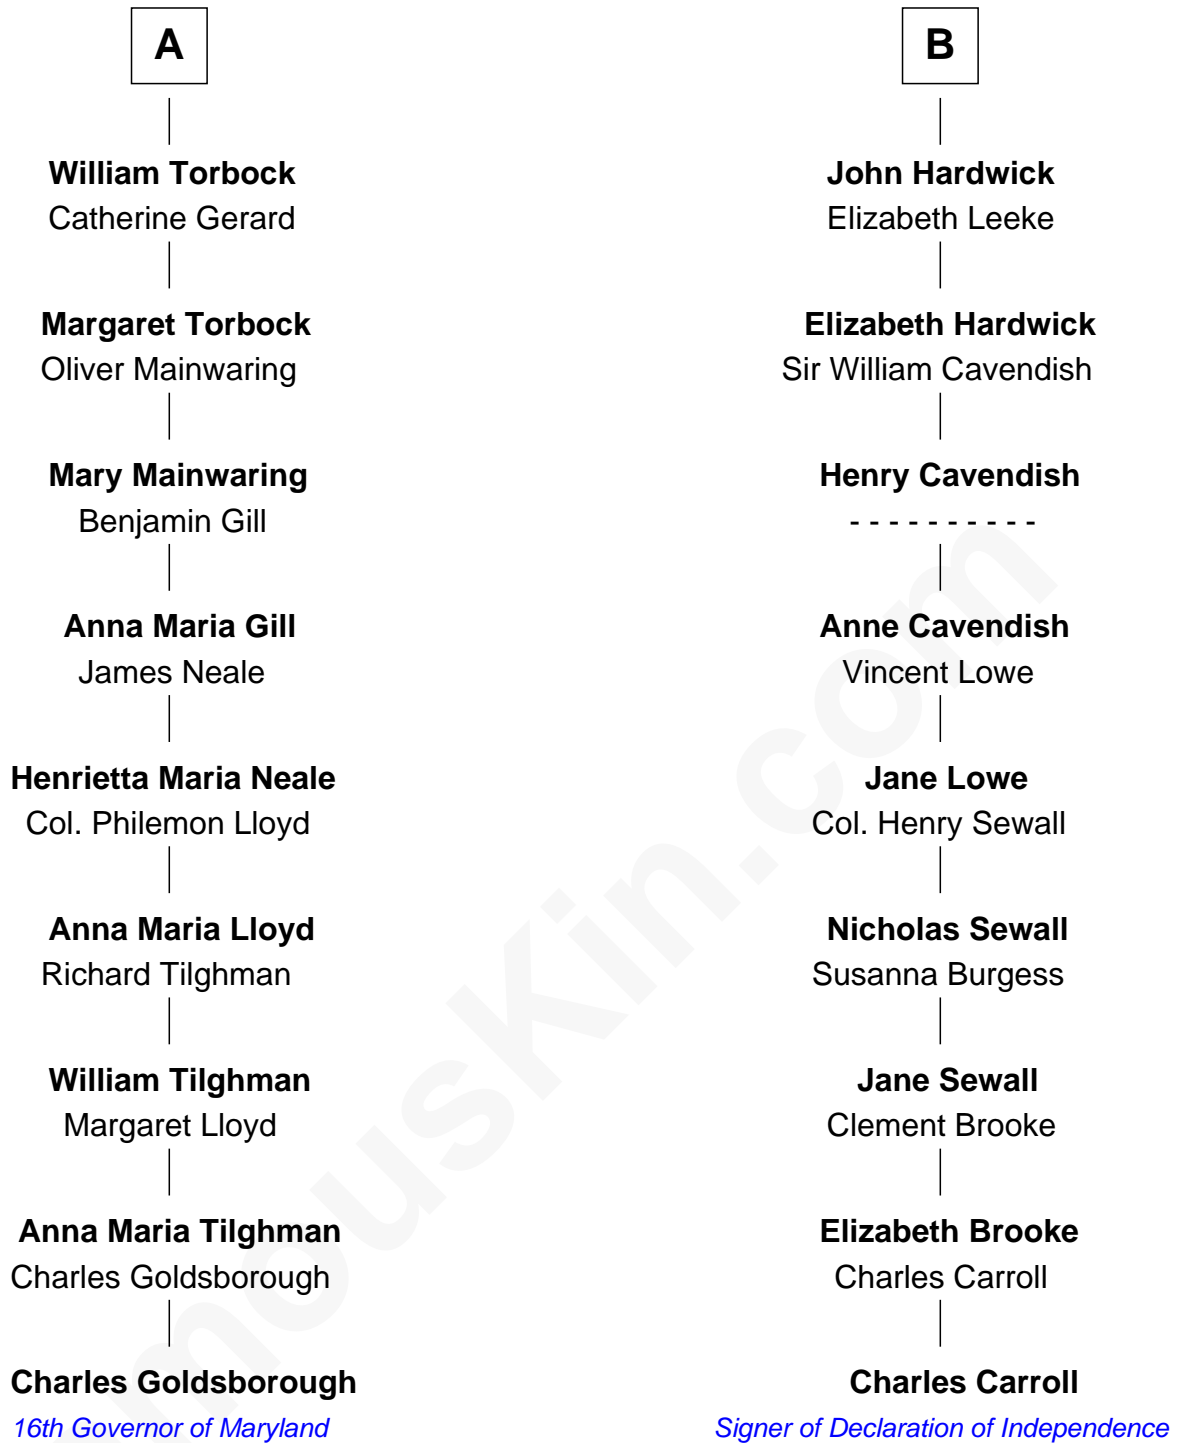 A
William Torbock
Catherine Gerard
Margaret Torbock
Oliver Mainwaring
Mary Mainwaring
Benjamin Gill
Anna Maria Gill
James Neale
Henrietta Maria Neale
Col. Philemon Lloyd
Anna Maria Lloyd
Richard Tilghman
William Tilghman
Margaret Lloyd
Anna Maria Tilghman
Charles Goldsborough
Charles Goldsborough
16th Governor of Maryland
B
John Hardwick
Elizabeth Leeke
Elizabeth Hardwick
Sir William Cavendish
Henry Cavendish
- - - - - - - - - -
Anne Cavendish
Vincent Lowe
Jane Lowe
Col. Henry Sewall
Nicholas Sewall
Susanna Burgess
Jane Sewall
Clement Brooke
Elizabeth Brooke
Charles Carroll
Charles Carroll
Signer of Declaration of Independence
mousKin.com